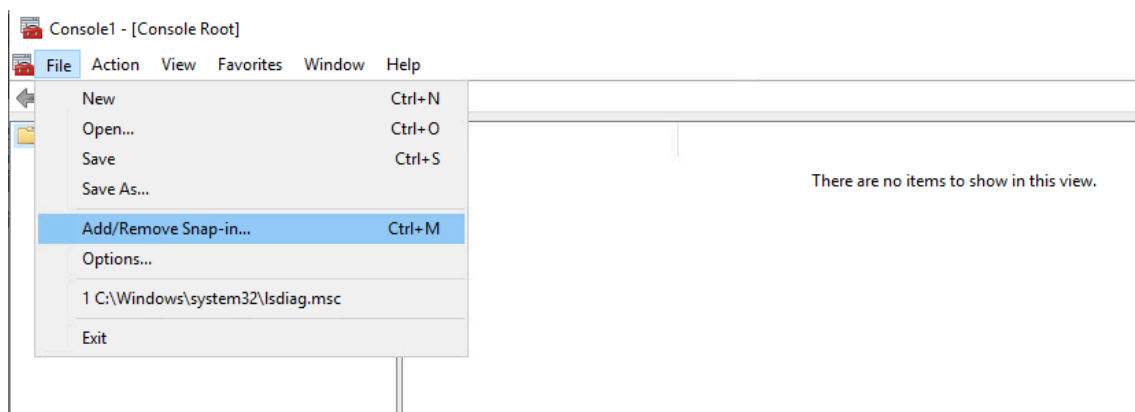 Console1 - [Console Root]
File Action View Favorites Window Help
New Ctrl+N
Open... Ctrl+O
Save Ctrl+S
Save As...
There are no items to show in this view.
Add/Remove Snap-in... Ctrl+M
Options...
1 C:\Windows\system32\lsdiag.msc
Exit